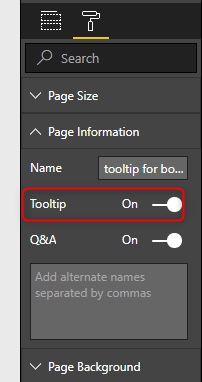 Search
Page Size
Page Information
Name tooltip for bo...
Tooltip On
Q&A On
Add alternate names
separated by commas
Page Background